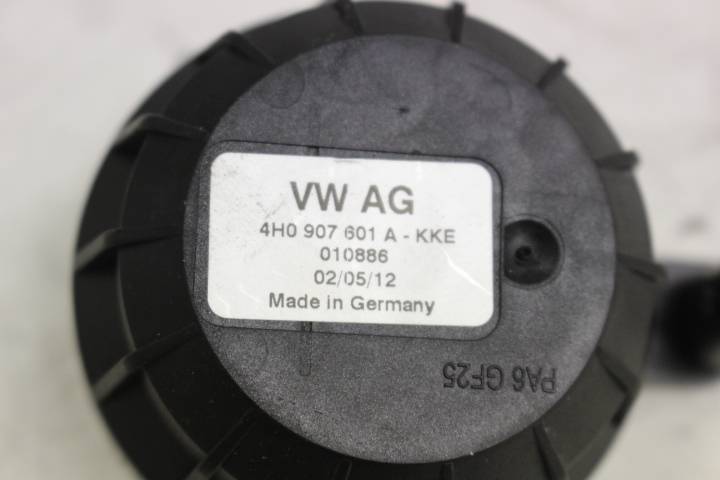 VW AG
4H0 907 601 A - KKE
010886
02/05/12
Made in Germany
PA6 GF25